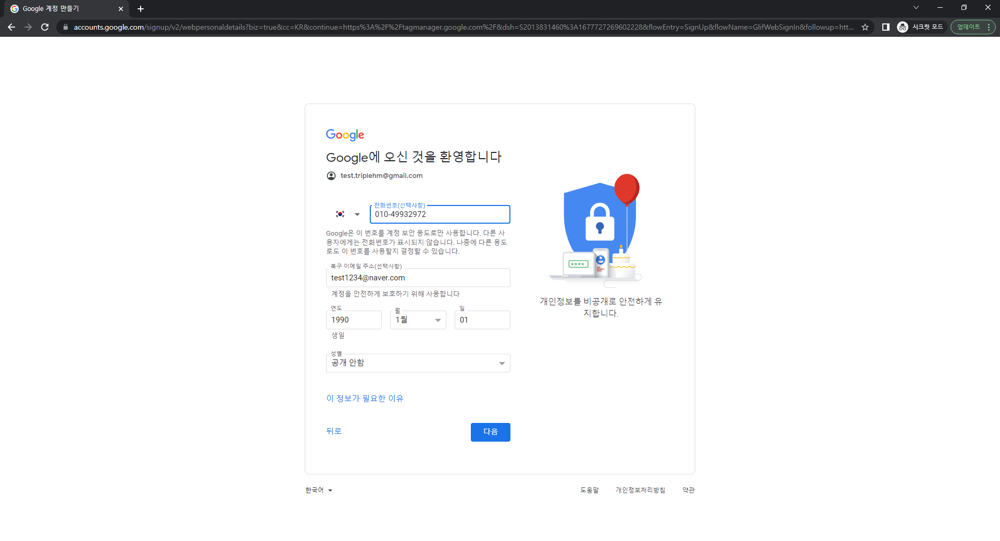 Google 계정 만들기
accounts.google.com/signup/v2/webpersonaldetails?biz=true&cc=KR&continue=https%3A%2F%2Ftagmanager.google.com%2F&dsh=S2013831460%3A1677727269602228&flowEntry=SignUp&flowName=GlifWebSignIn&followup=htt...
시크릿 모드
업데이트
Google
Google에 오신 것을 환영합니다
test.triplehm@gmail.com
전화번호(선택사항)
010-49932972
Google은 이 번호를 계정 보안 용도로만 사용합니다. 다른 사
용자에게는 전화번호가 표시되지 않습니다. 나중에 다른 용도
로도 이 번호를 사용할지 결정할 수 있습니다.
복구 이메일 주소(선택사항)
test1234@naver.com
계정을 안전하게 보호하기 위해 사용합니다
연도
1990
월
1월
일
01
생일
성별
공개 안함
이 정보가 필요한 이유
뒤로
다음
****
개인정보를 비공개로 안전하게 유
지합니다.
한국어
도움말
개인정보처리방침
약관